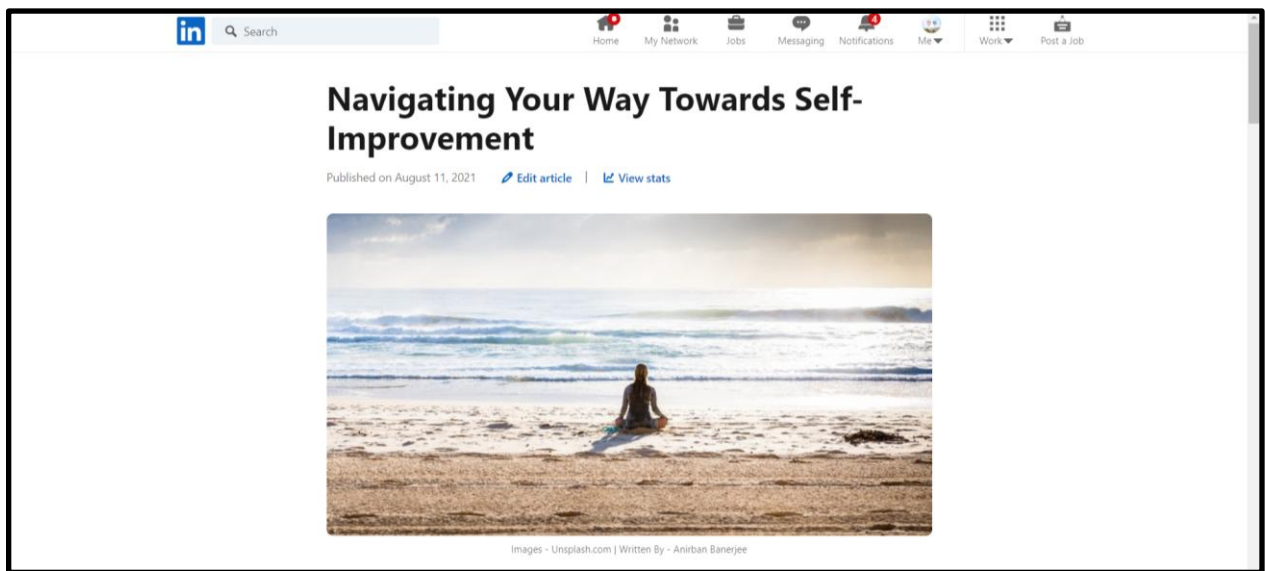 in Search
Home My Network Jobs Messaging 4 Notifications Me Work Post a Job
Navigating Your Way Towards Self-
Improvement
Published on August 11, 2021 Edit article | View stats
Images - Unsplash.com | Written By - Anirban Banerjee